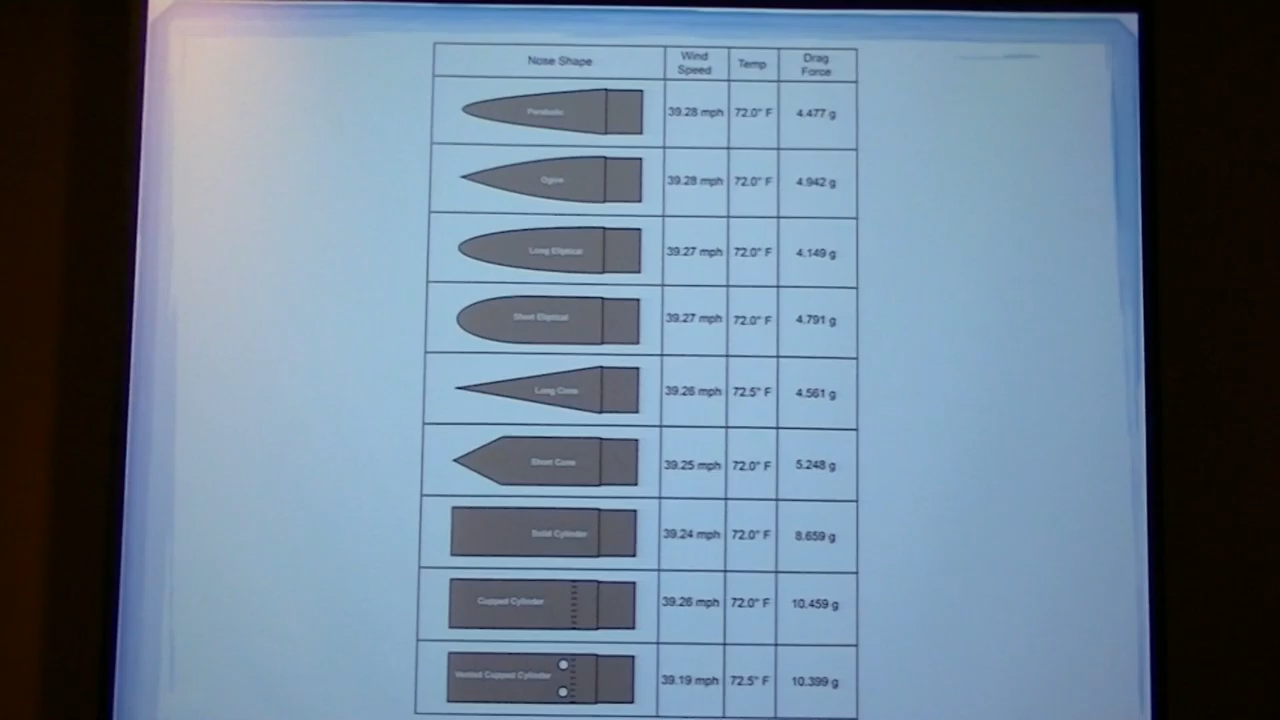 Nose Shape
Wind
Speed
Temp
Drag
Force
Parabolic 39.28 mph 72.0° F 4.477 g
Ogive 39.28 mph 72.0° F 4.942 g
Long Eliptical 39.27 mph 72.0° F 4.149 g
Short Eliptical 39.27 mph 72.0° F 4.791 g
Long Cone 39.26 mph 72.5° F 4.561 g
Short Cone 39.25 mph 72.0° F 5.248 g
Solid Cylinder 39.24 mph 72.0° F 8.659 g
Cupped Cylinder 39.26 mph 72.0° F 10.459 g
Vented Cupped Cylinder 39.19 mph 72.5° F 10.399 g